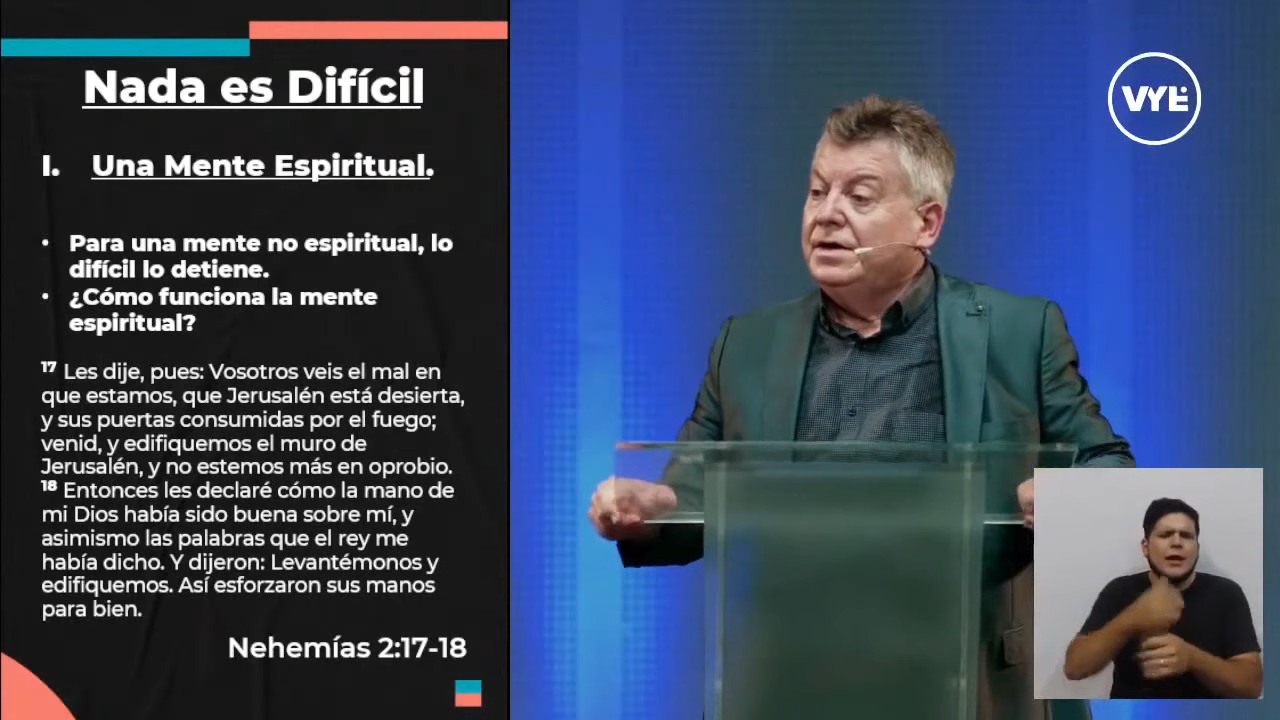 Nada es Difícil
I. Una Mente Espiritual.
• Para una mente no espiritual, lo
difícil lo detiene.
• ¿Cómo funciona la mente
espiritual?
17 Les dije, pues: Vosotros veis el mal en
que estamos, que Jerusalén está desierta,
y sus puertas consumidas por el fuego;
venid, y edifiquemos el muro de
Jerusalén, y no estemos más en oprobio.
18 Entonces les declaré cómo la mano de
mi Dios había sido buena sobre mí, y
asimismo las palabras que el rey me
había dicho. Y dijeron: Levantémonos y
edifiquemos. Así esforzaron sus manos
para bien.
Nehemías 2:17-18
VYE